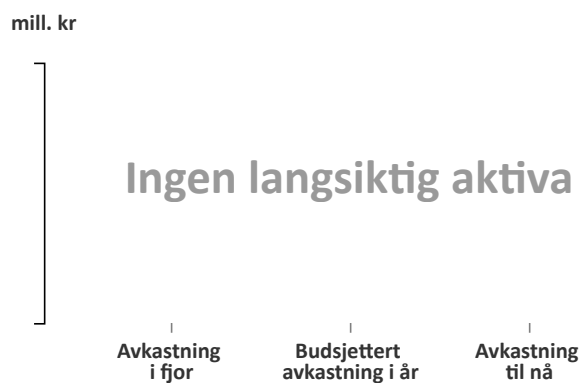 mill. kr
Ingen langsiktig aktiva
Avkastning
i fjor
Budsjettert
avkastning i år
Avkastning
til nå